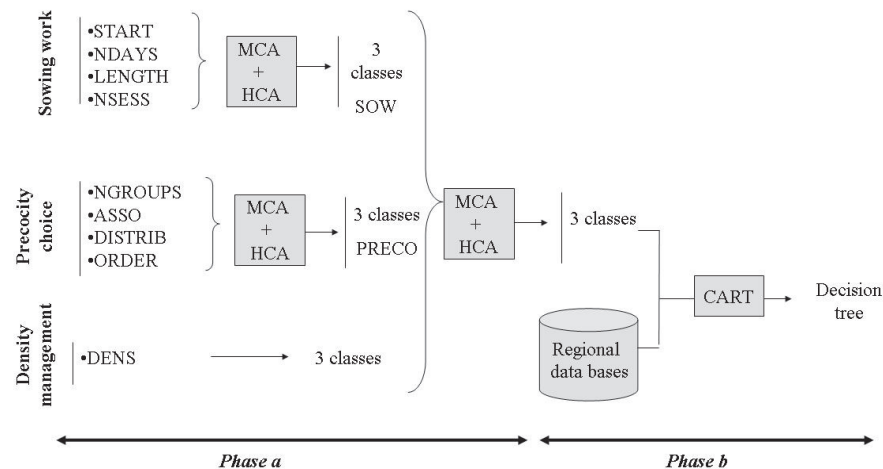 Sowing work
•START
•NDAYS
•LENGTH
•NSESS
MCA
+
HCA
3
classes
SOW
Precocity
choice
•NGROUPS
•ASSO
•DISTRIB
•ORDER
MCA
+
HCA
3 classes
PRECO
MCA
+
HCA
3 classes
Density
management
•DENS
3 classes
Regional
data bases
CART
Decision
tree
Phase a
Phase b